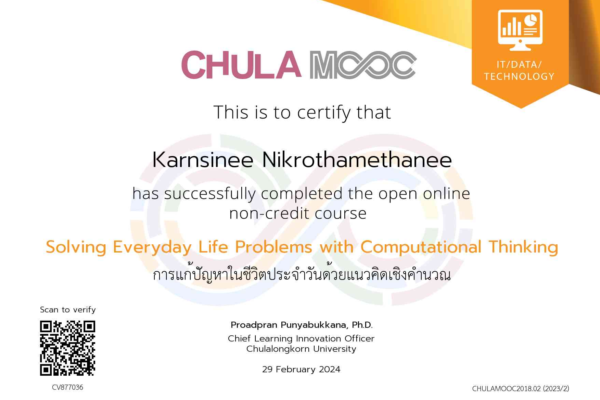 CHULA MOOC
IT/DATA/
TECHNOLOGY
This is to certify that
Karnsinee Nikrothamethanee
has successfully completed the open online
non-credit course
Solving Everyday Life Problems with Computational Thinking
การแก้ปัญหาในชีวิตประจำวันด้วยแนวคิดเชิงคำนวณ
Scan to verify
CV877036
Proadpran Punyabukkana, Ph.D.
Chief Learning Innovation Officer
Chulalongkorn University
29 February 2024
CHULAMOOC2018.02 (2023/2)